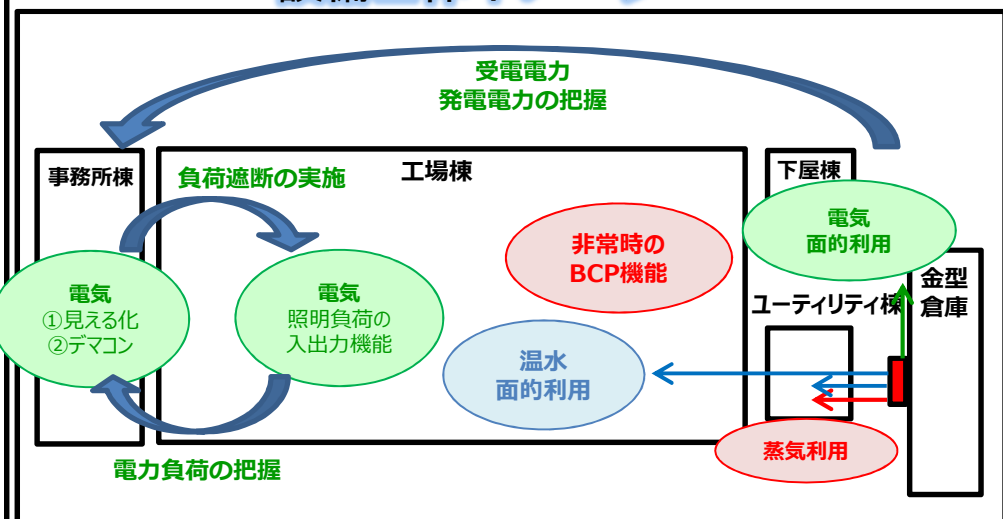 受電電力
発電電力の把握
事務所棟
負荷遮断の実施
工場棟
下屋棟
電気
面的利用
非常時の
BCP機能
金型
倉庫
ユーティリティ棟
電気
①見える化
②デマコン
電気
照明負荷の
入出力機能
温水
面的利用
蒸気利用
電力負荷の把握